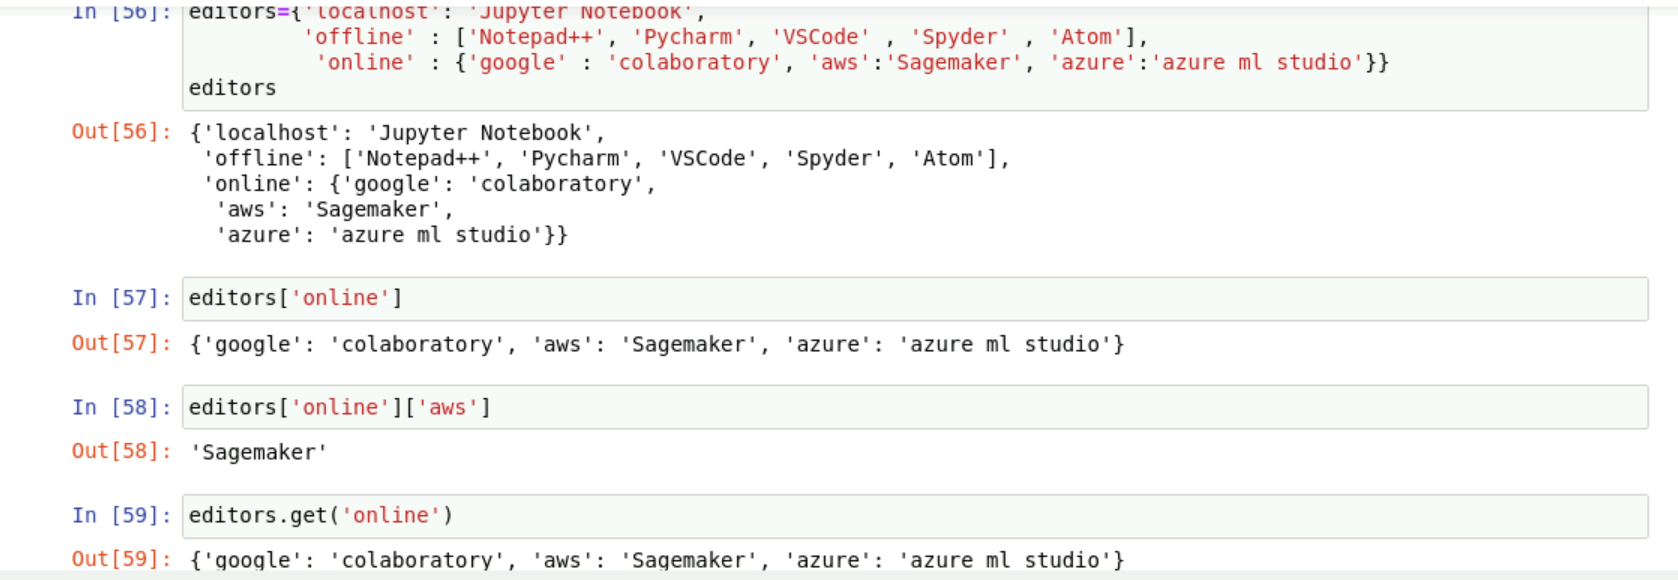 In [56]: editors={'localhost': 'Jupyter Notebook',
'offline' : ['Notepad++', 'Pycharm', 'VSCode' , 'Spyder' , 'Atom'],
'online' : {'google' : 'colaboratory', 'aws':'Sagemaker', 'azure':'azure ml studio'}}
editors
Out[56]: {'localhost': 'Jupyter Notebook',
'offline': ['Notepad++', 'Pycharm', 'VSCode', 'Spyder', 'Atom'],
'online': {'google': 'colaboratory',
'aws': 'Sagemaker',
'azure': 'azure ml studio'}}
In [57]: editors['online']
Out[57]: {'google': 'colaboratory', 'aws': 'Sagemaker', 'azure': 'azure ml studio'}
In [58]: editors['online']['aws']
Out[58]: 'Sagemaker'
In [59]: editors.get('online')
Out[59]: {'google': 'colaboratory', 'aws': 'Sagemaker', 'azure': 'azure ml studio'}